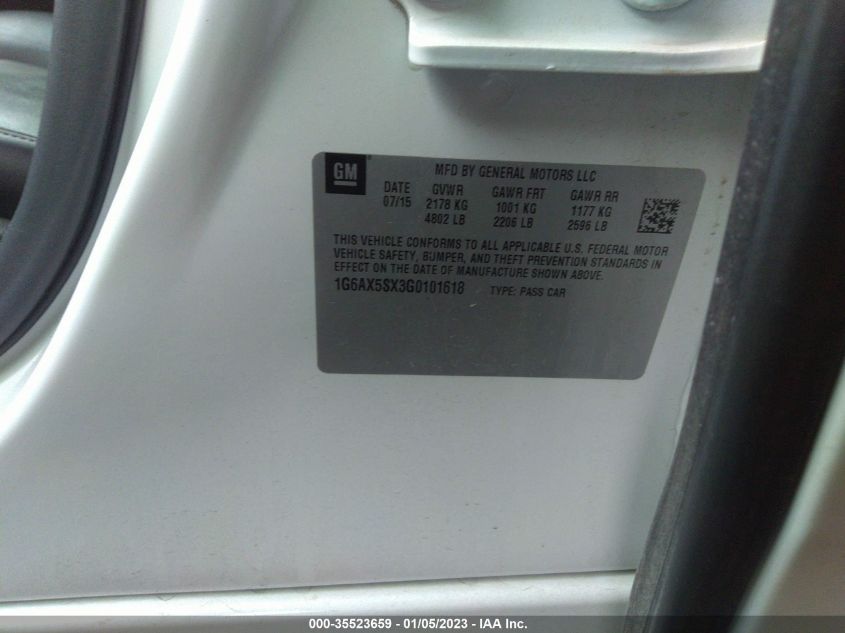 GM
MFD BY GENERAL MOTORS LLC
DATE GVWR GAWR FRT GAWR RR
07/15 2178 KG 1001 KG 1177 KG
4802 LB 2206 LB 2596 LB
THIS VEHICLE CONFORMS TO ALL APPLICABLE U.S. FEDERAL MOTOR
VEHICLE SAFETY, BUMPER, AND THEFT PREVENTION STANDARDS IN
EFFECT ON THE DATE OF MANUFACTURE SHOWN ABOVE.
1G6AX5SX3G0101618 TYPE: PASS CAR
000-35523659 - 01/05/2023 - IAA Inc.